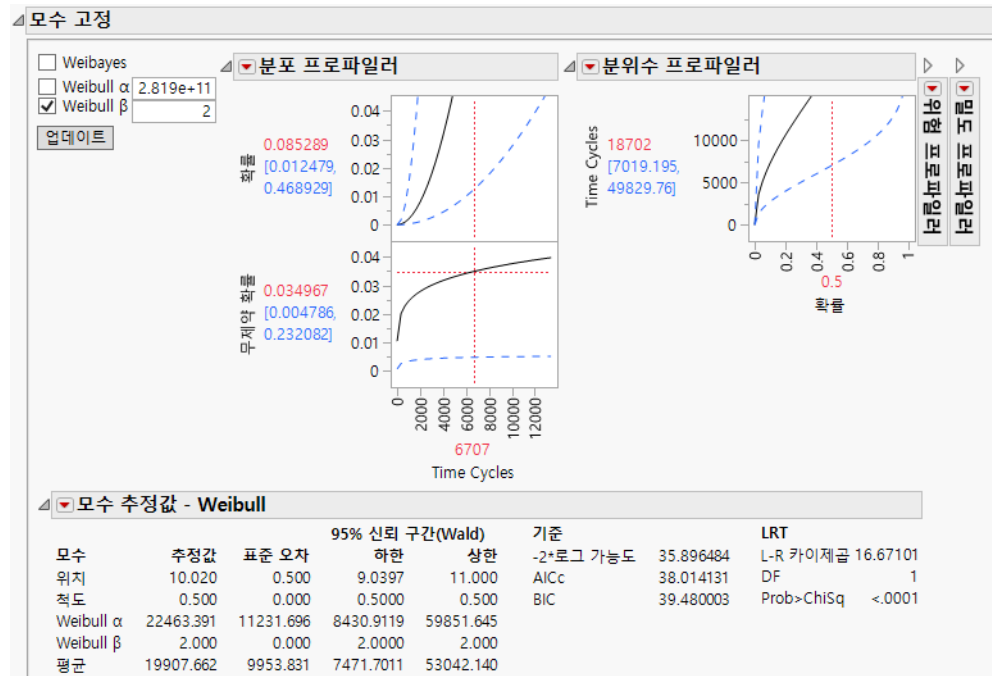 모수 고정
Weibayes
Weibull α 2.819e+11
Weibull β 2
업데이트
분포 프로파일러
확률
0.085289
[0.012479,
0.468929]
0.04
0.03
0.02
0.01
0
무제약 확률
0.034967
[0.004786,
0.232082]
0.04
0.03
0.02
0.01
0
0 2000 4000 6000 8000 10000 12000
6707
Time Cycles
분위수 프로파일러
Time Cycles
18702
[7019.195,
49829.76]
10000
5000
0
0 0.2 0.4 0.6 0.8 1
0.5
확률
위험 프로파일러
밀도 프로파일러
모수 추정값 - Weibull
95% 신뢰 구간(Wald) 기준 LRT
모수 추정값 표준 오차 하한 상한 -2*로그 가능도 35.896484 L-R 카이제곱 16.67101
위치 10.020 0.500 9.0397 11.000 AICc 38.014131 DF 1
척도 0.500 0.000 0.5000 0.500 BIC 39.480003 Prob>ChiSq <.0001
Weibull α 22463.391 11231.696 8430.9119 59851.645
Weibull β 2.000 0.000 2.0000 2.000
평균 19907.662 9953.831 7471.7011 53042.140